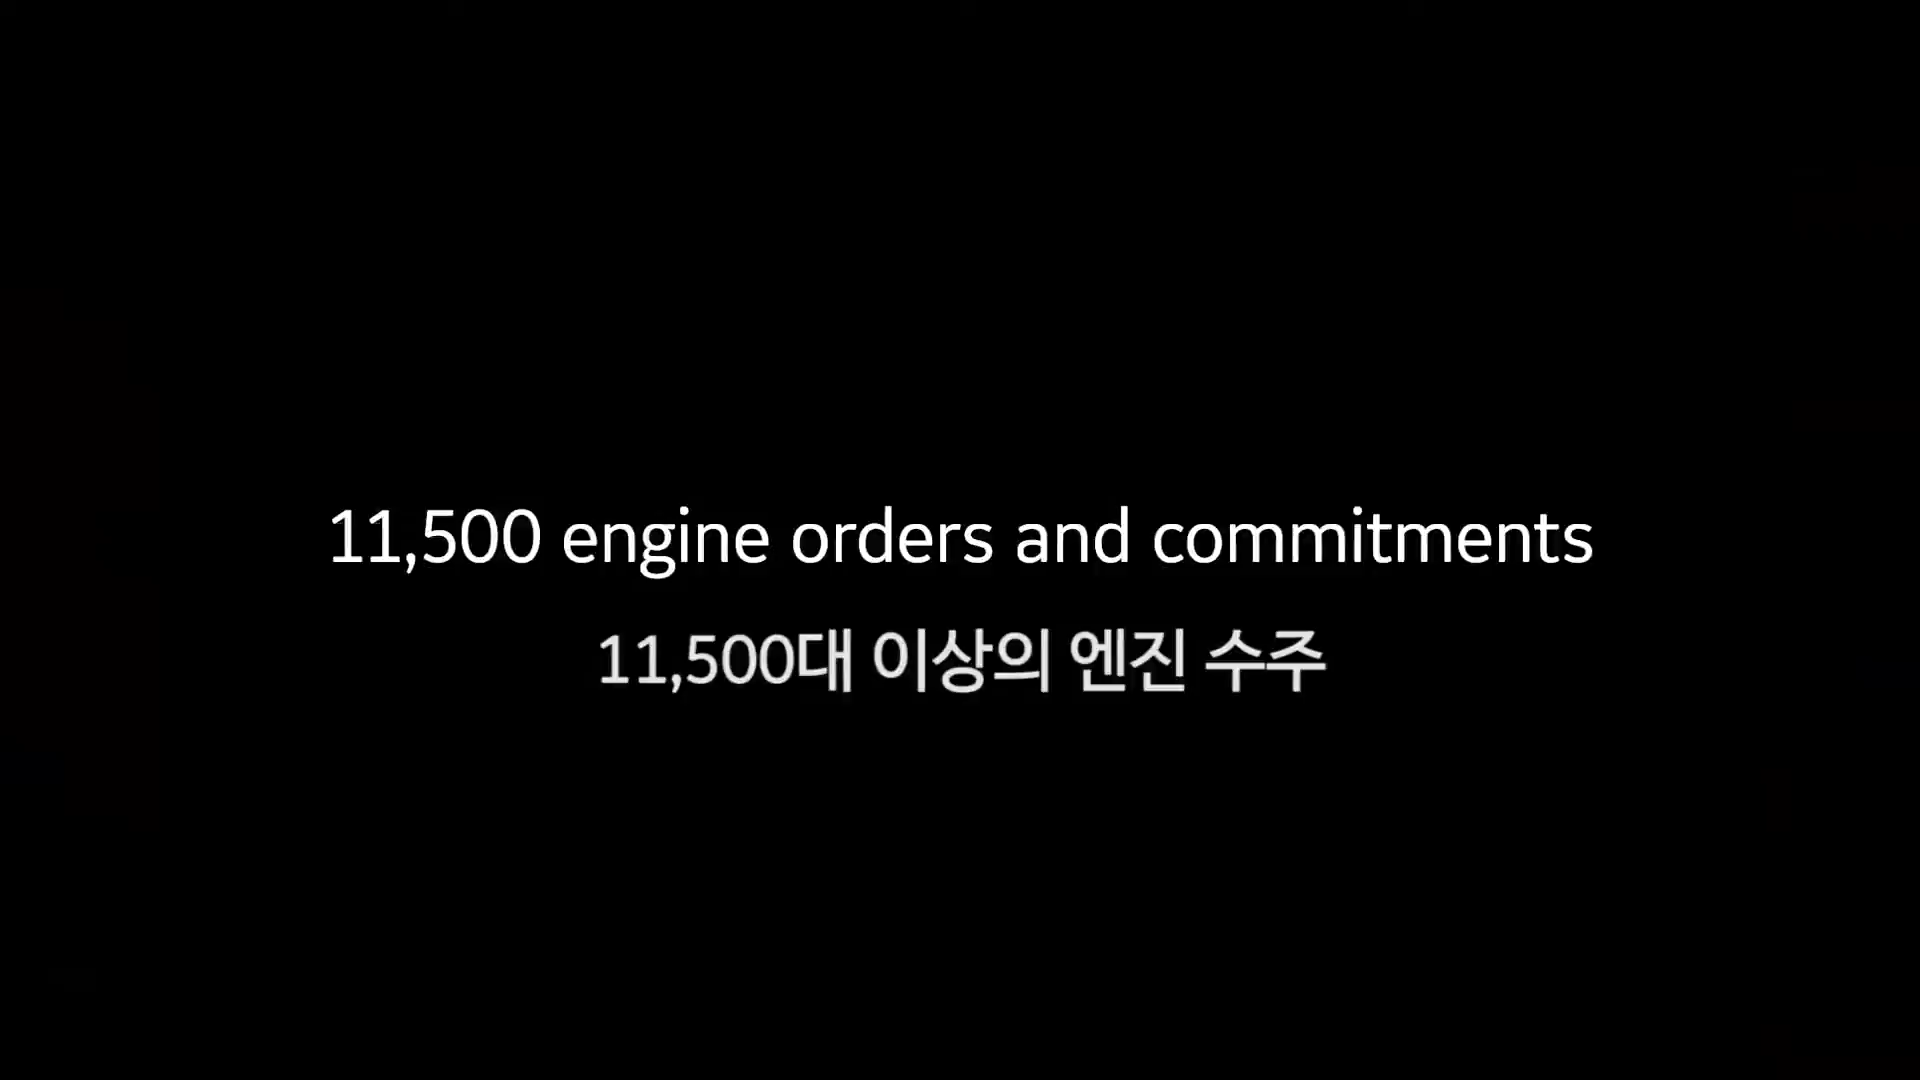 11,500 engine orders and commitments
11,500대 이상의 엔진 수주